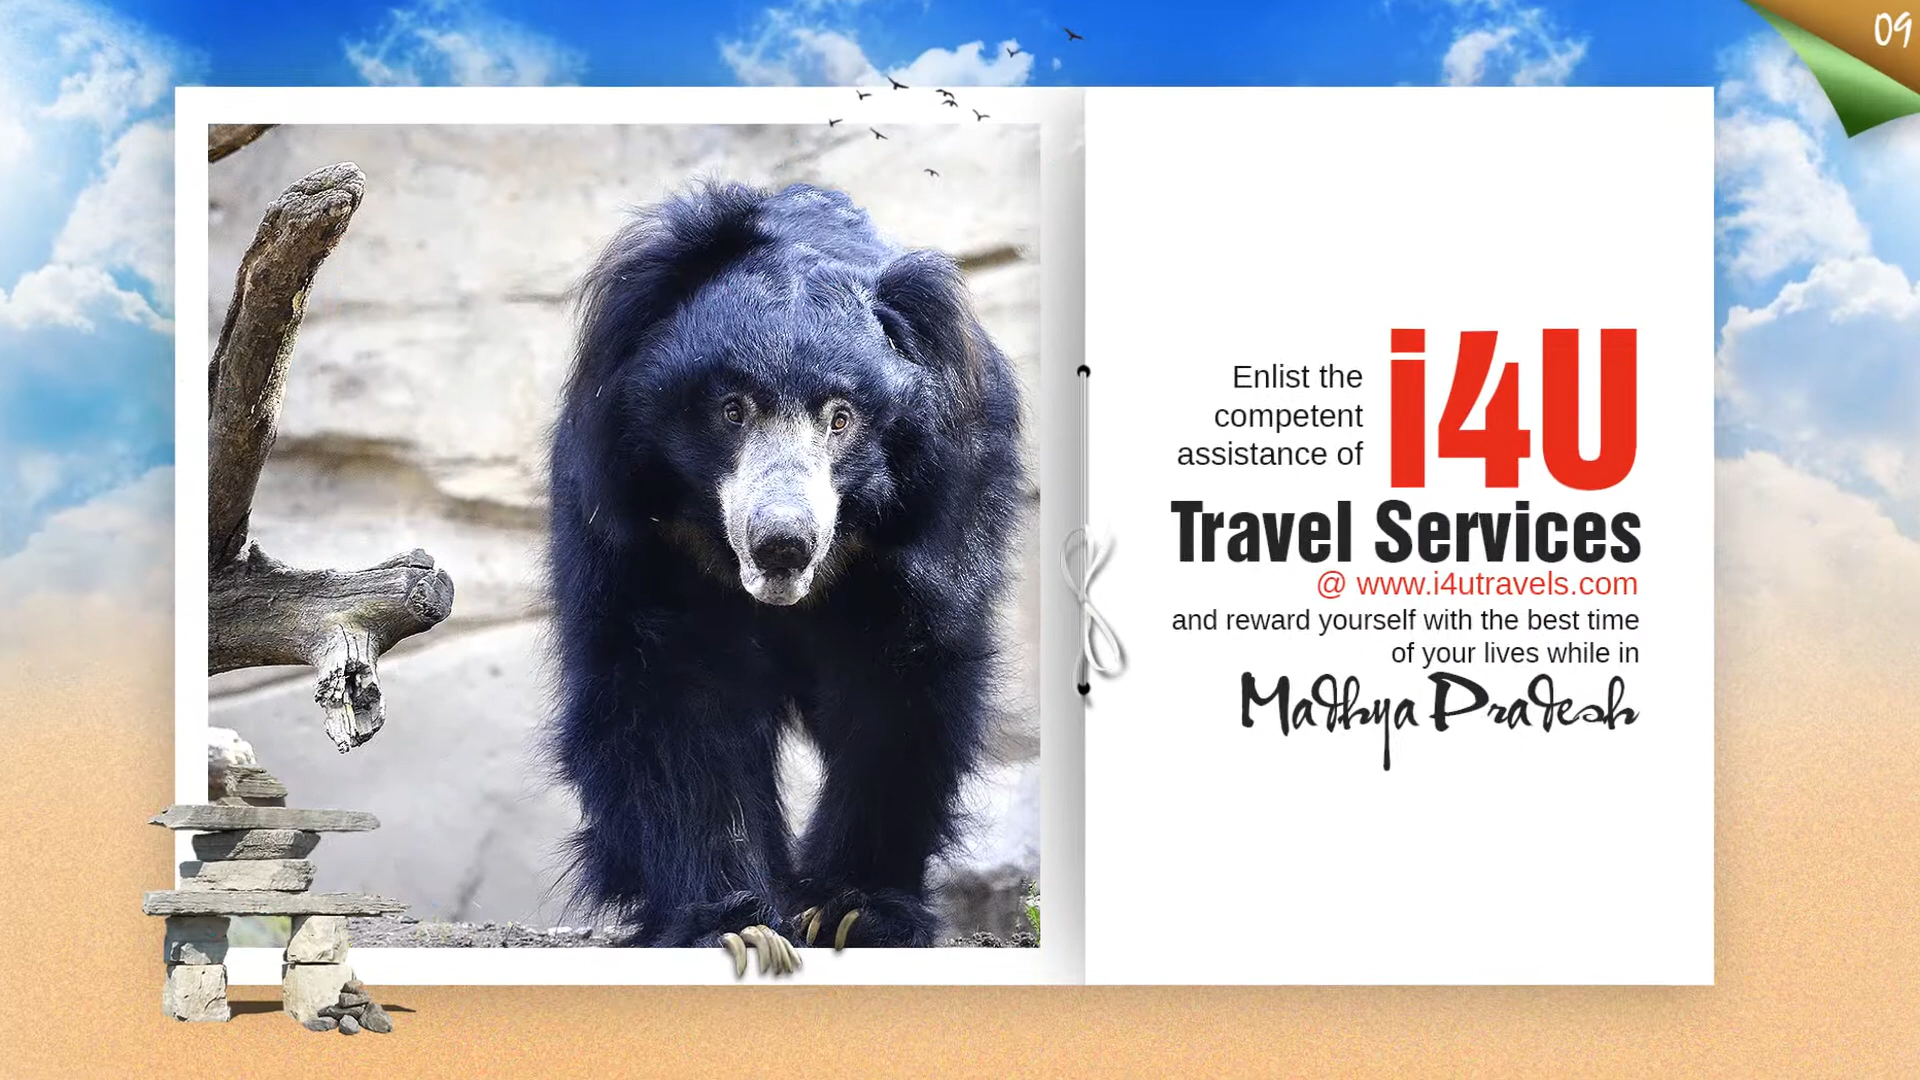 09
Enlist the
competent
assistance of
i4U
Travel Services
@ www.i4utravels.com
and reward yourself with the best time
of your lives while in
Madhya Pradesh